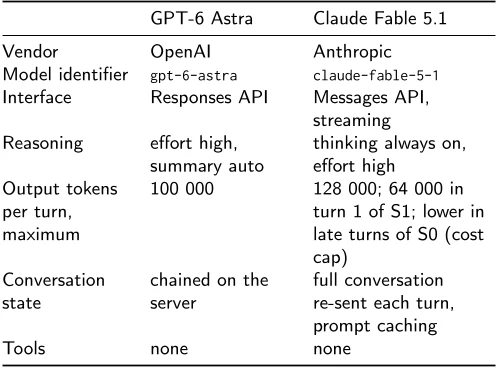 GPT-6 Astra Claude Fable 5.1
Vendor OpenAI Anthropic
Model identifier gpt-6-astra claude-fable-5-1
Interface Responses API Messages API,
streaming
Reasoning effort high, thinking always on,
summary auto effort high
Output tokens 100 000 128 000; 64 000 in
per turn, turn 1 of S1; lower in
maximum late turns of S0 (cost
cap)
Conversation chained on the full conversation
state server re-sent each turn,
prompt caching
Tools none none